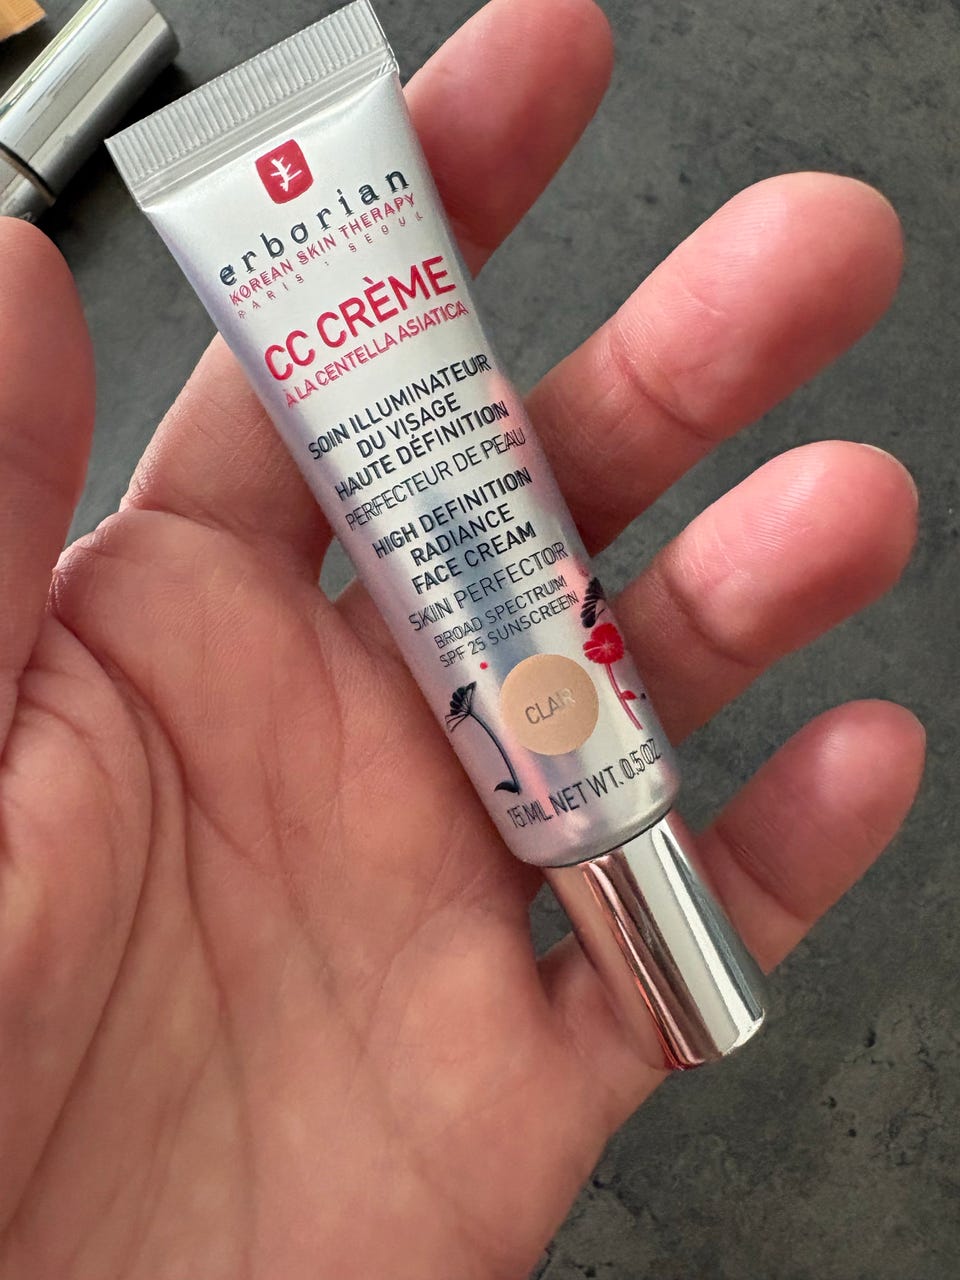 erborian
KOREAN SKIN THERAPY
PARIS · SEOUL
CC CRÈME
À LA CENTELLA ASIATICA
SOIN ILLUMINATEUR
DU VISAGE
HAUTE DÉFINITION
PERFECTEUR DE PEAU
HIGH DEFINITION
RADIANCE
FACE CREAM
SKIN PERFECTOR
BROAD SPECTRUM
SPF 25 SUNSCREEN
CLAIR
15 ML NET WT. 0.5 OZ